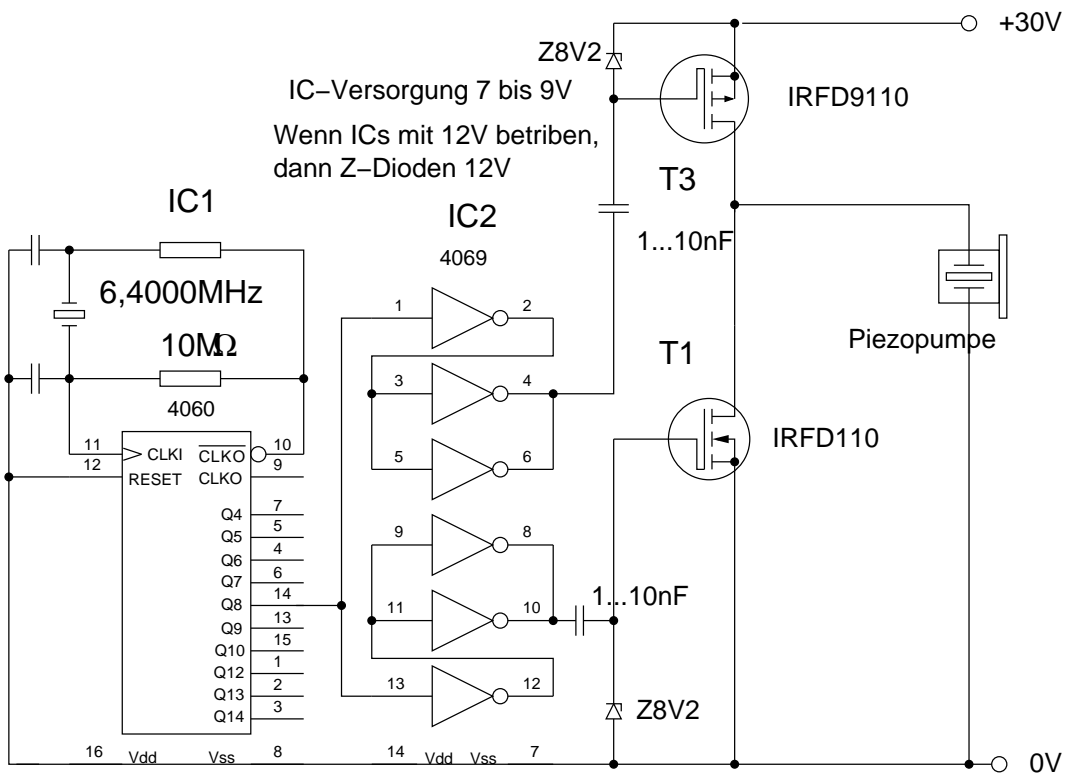 +30V
Z8V2
IC−Versorgung 7 bis 9V
IRFD9110
Wenn ICs mit 12V betriben,
dann Z−Dioden 12V
T3
IC1
IC2
1...10nF
4069
6,4000MHz
1 2
10MΩ
Piezopumpe
T1
3 4
4060
IRFD110
11 CLKI CLKO 10
12 RESET CLKO 9
5 6
Q4 7
Q5 5
Q6 4
9 8
Q7 6
Q8 14
1...10nF
Q9 13
11 10
Q10 15
Q12 1
Q13 2
13 12
Q14 3
Z8V2
16 Vdd Vss 8
14 Vdd Vss 7
0V